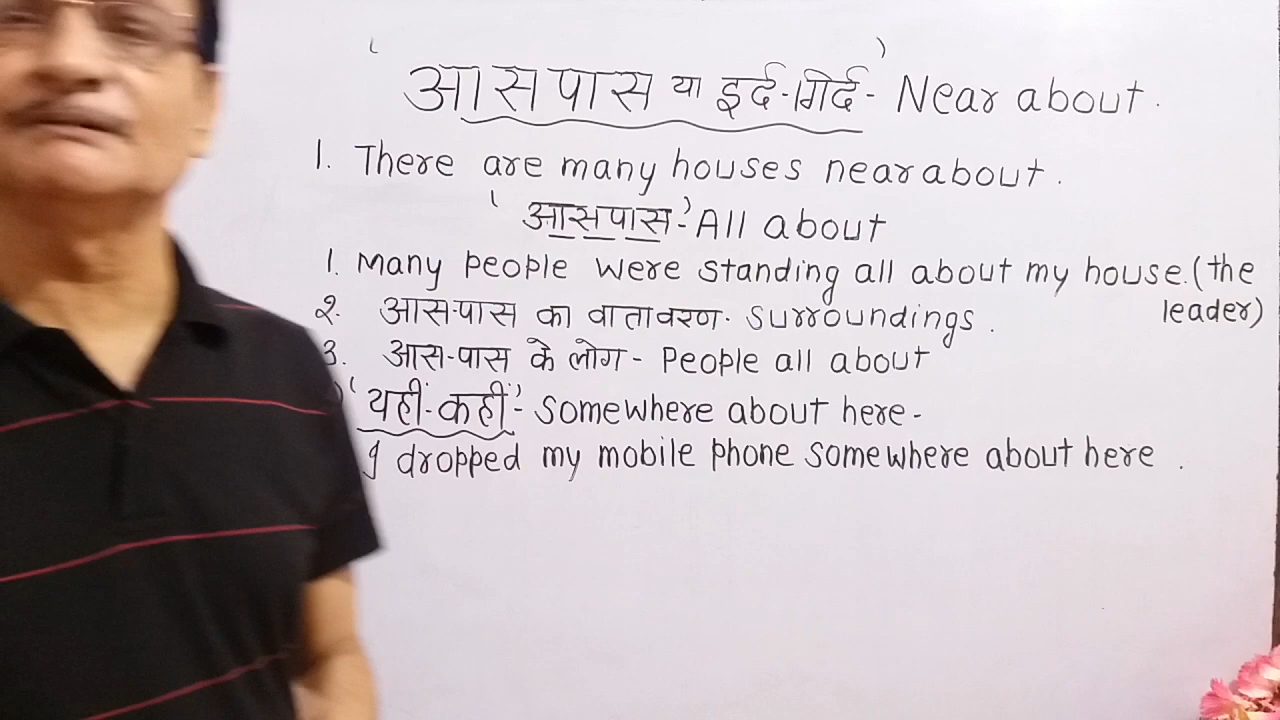 'आसपास या इर्द-गिर्द'- Near about.
1. There are many houses near about.
'आसपास'- All about
1. Many people were standing all about my house. (the leader)
२. आस-पास का वातावरण- Surroundings.
3. आस-पास के लोग - People all about
) 'यहीं-कहीं'- Somewhere about here -
I dropped my mobile phone somewhere about here.